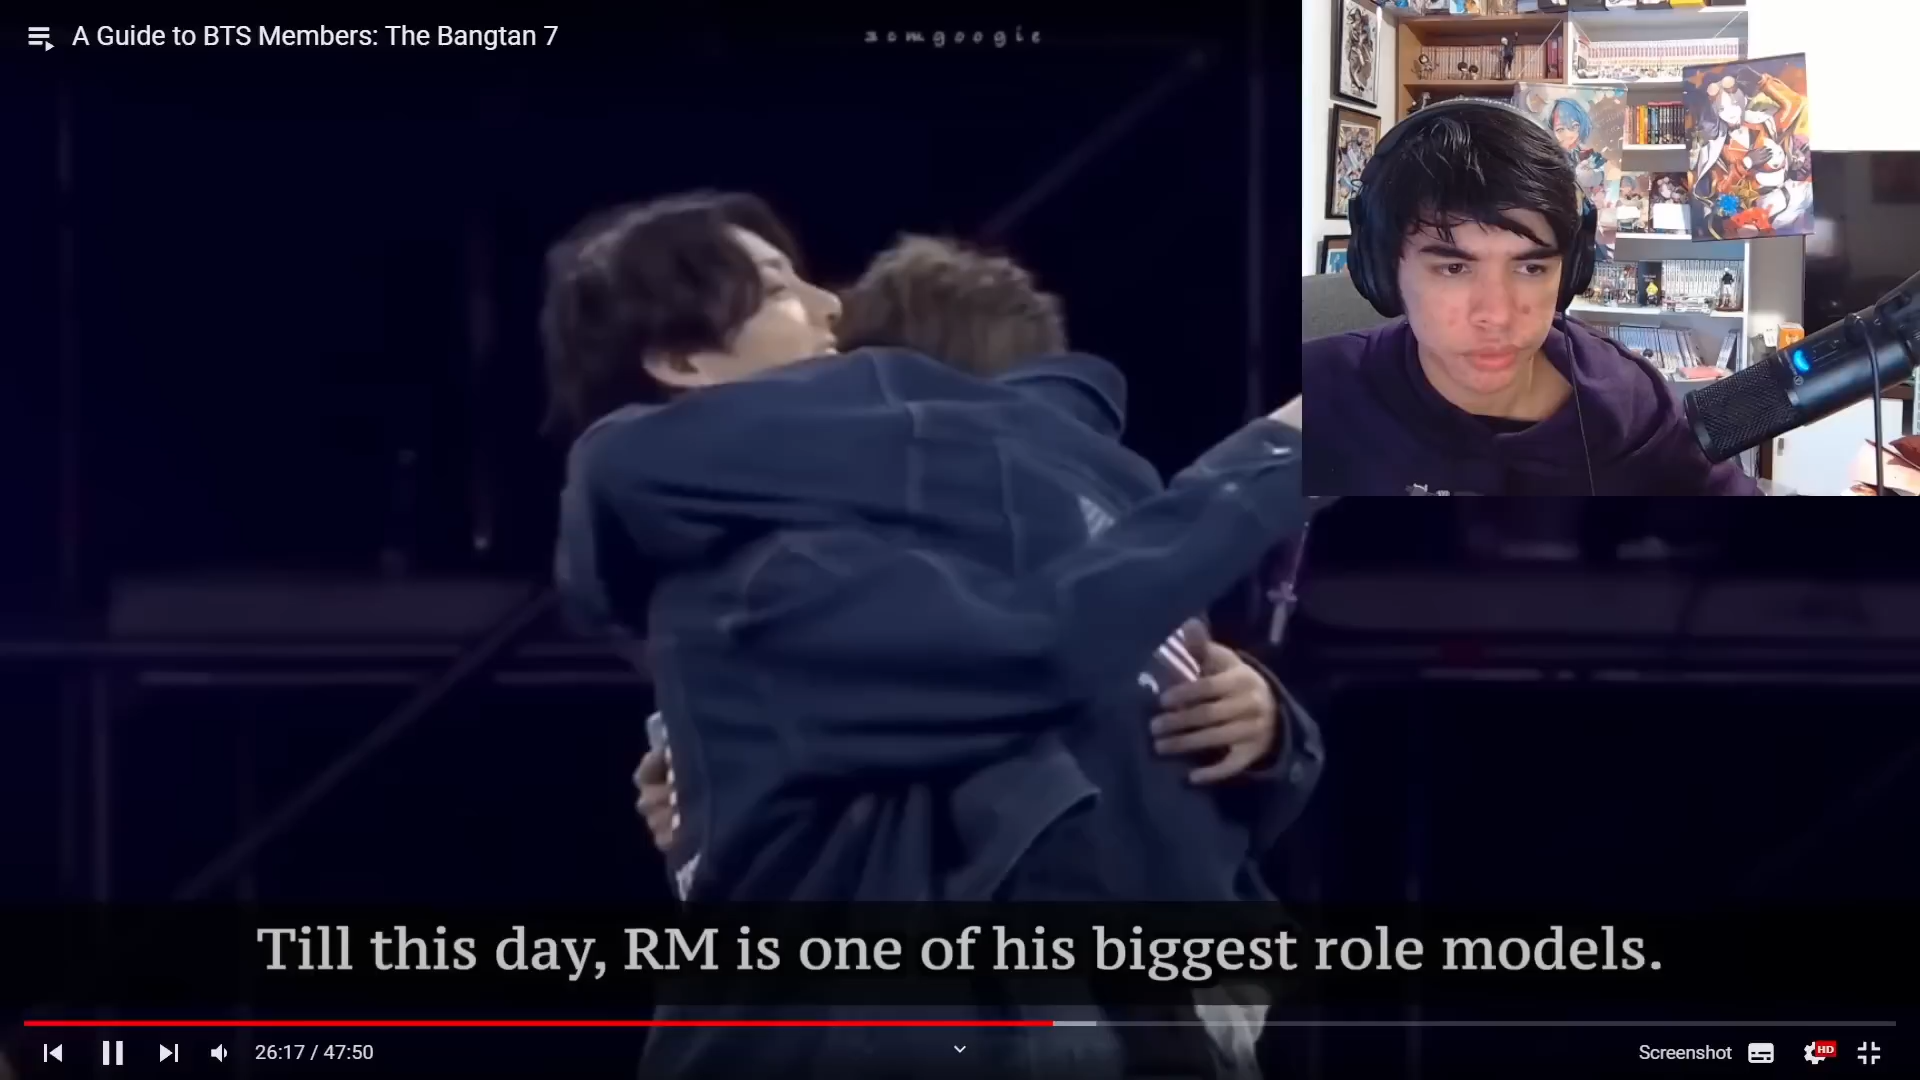 A Guide to BTS Members: The Bangtan 7
somgoogie
Till this day, RM is one of his biggest role models.
26:17 / 47:50
Screenshot
HD